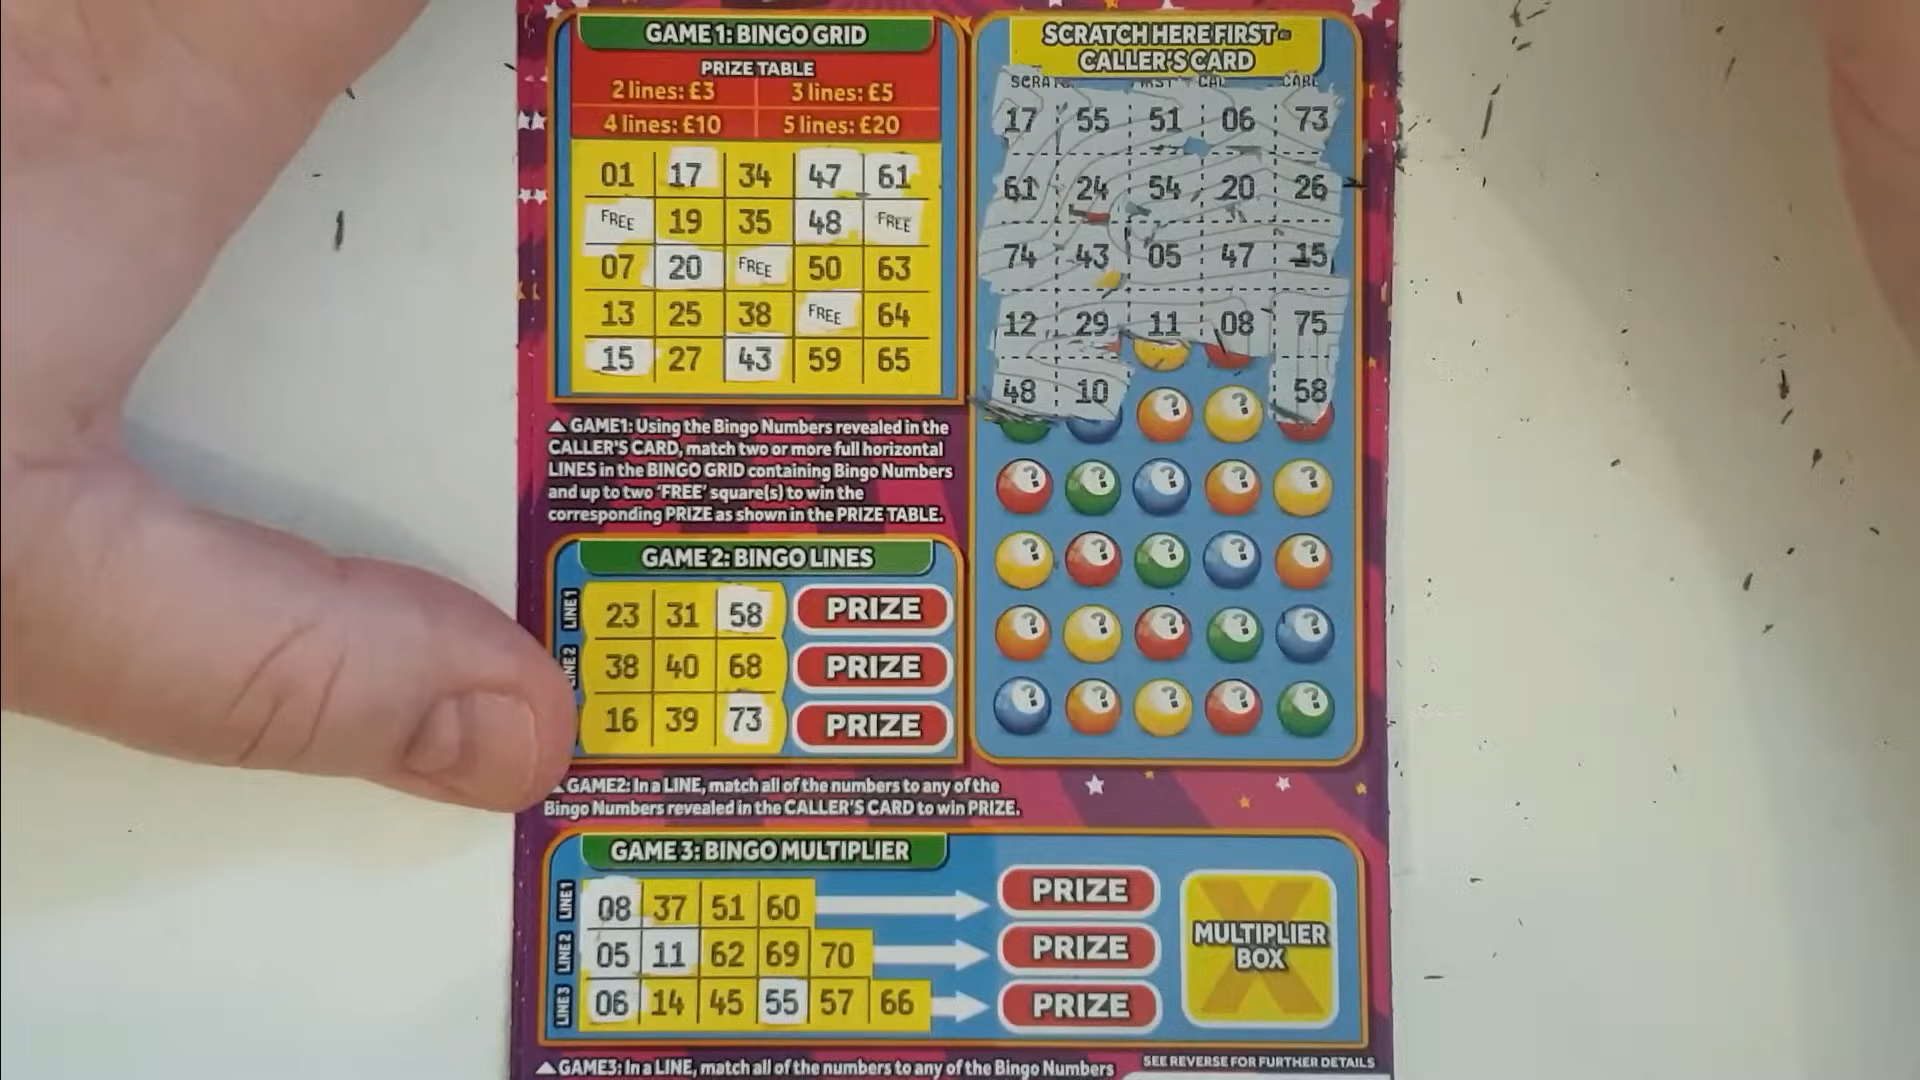 GAME 1: BINGO GRID
PRIZE TABLE
2 lines: £3 3 lines: £5
4 lines: £10 5 lines: £20
01 17 34 47 61
FREE 19 35 48 FREE
07 20 FREE 50 63
13 25 38 FREE 64
15 27 43 59 65
GAME1: Using the Bingo Numbers revealed in the
CALLER'S CARD, match two or more full horizontal
LINES in the BINGO GRID containing Bingo Numbers
and up to two 'FREE' square(s) to win the
corresponding PRIZE as shown in the PRIZE TABLE.
SCRATCH HERE FIRST -
CALLER'S CARD
17 55 51 06 73
61 24 54 20 26
74 43 05 47 15
12 29 11 08 75
48 10 58
? ?
? ? ? ? ?
? ? ? ? ?
? ? ? ? ?
? ? ? ? ?
GAME 2: BINGO LINES
LINE 1 23 31 58 PRIZE
38 40 68 PRIZE
16 39 73 PRIZE
GAME2: In a LINE, match all of the numbers to any of the
Bingo Numbers revealed in the CALLER'S CARD to win PRIZE.
GAME 3: BINGO MULTIPLIER
LINE 1 08 37 51 60 PRIZE
LINE 2 05 11 62 69 70 PRIZE
LINE 3 06 14 45 55 57 66 PRIZE
X
MULTIPLIER
BOX
SEE REVERSE FOR FURTHER DETAILS
GAME3: In a LINE, match all of the numbers to any of the Bingo Numbers